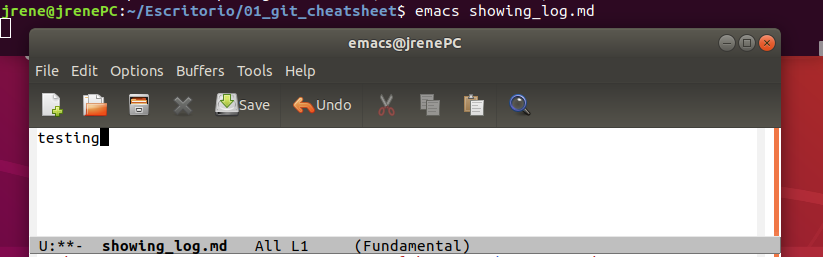 jrene@jrenePC:~/Escritorio/01_git_cheatsheet$ emacs showing_log.md
emacs@jrenePC
File Edit Options Buffers Tools Help
Save Undo
testing
U:**-  showing_log.md   All L1     (Fundamental)